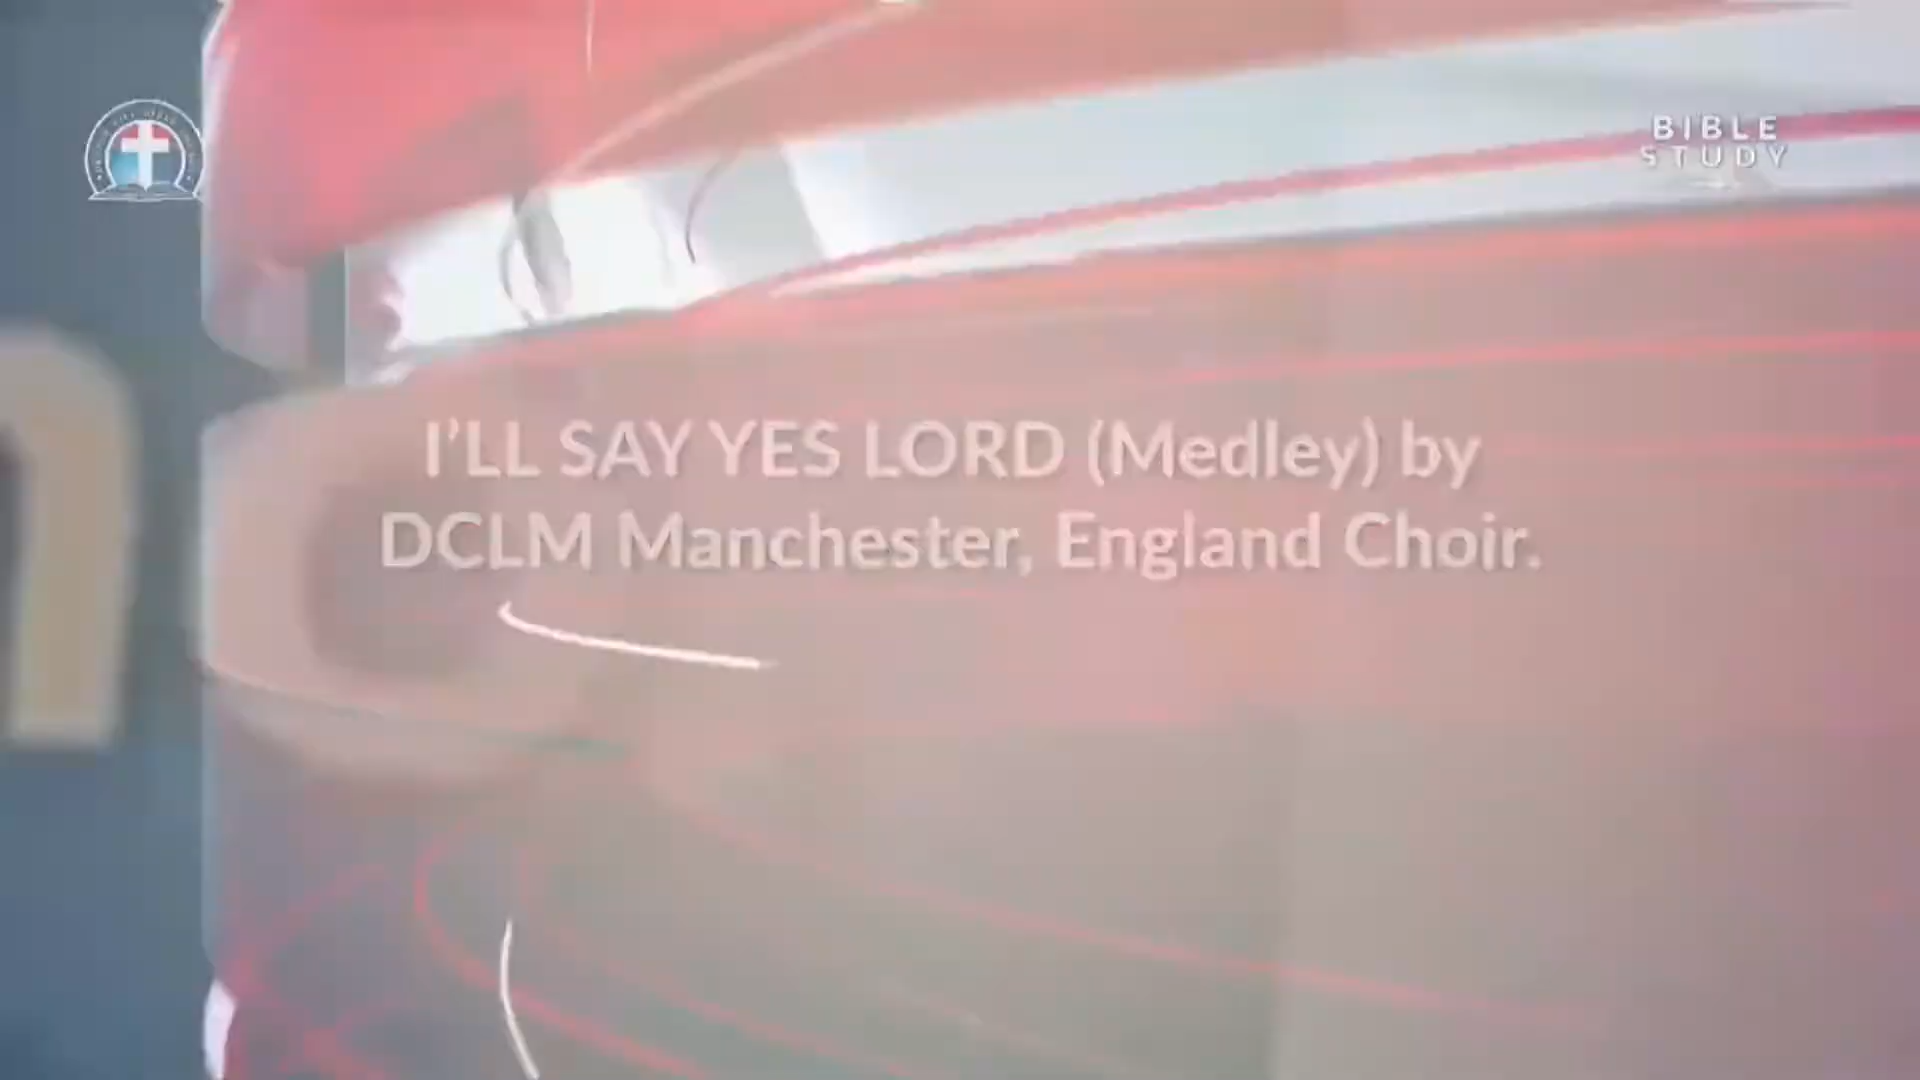 BIBLE
STUDY
I’LL SAY YES LORD (Medley) by
DCLM Manchester, England Choir.